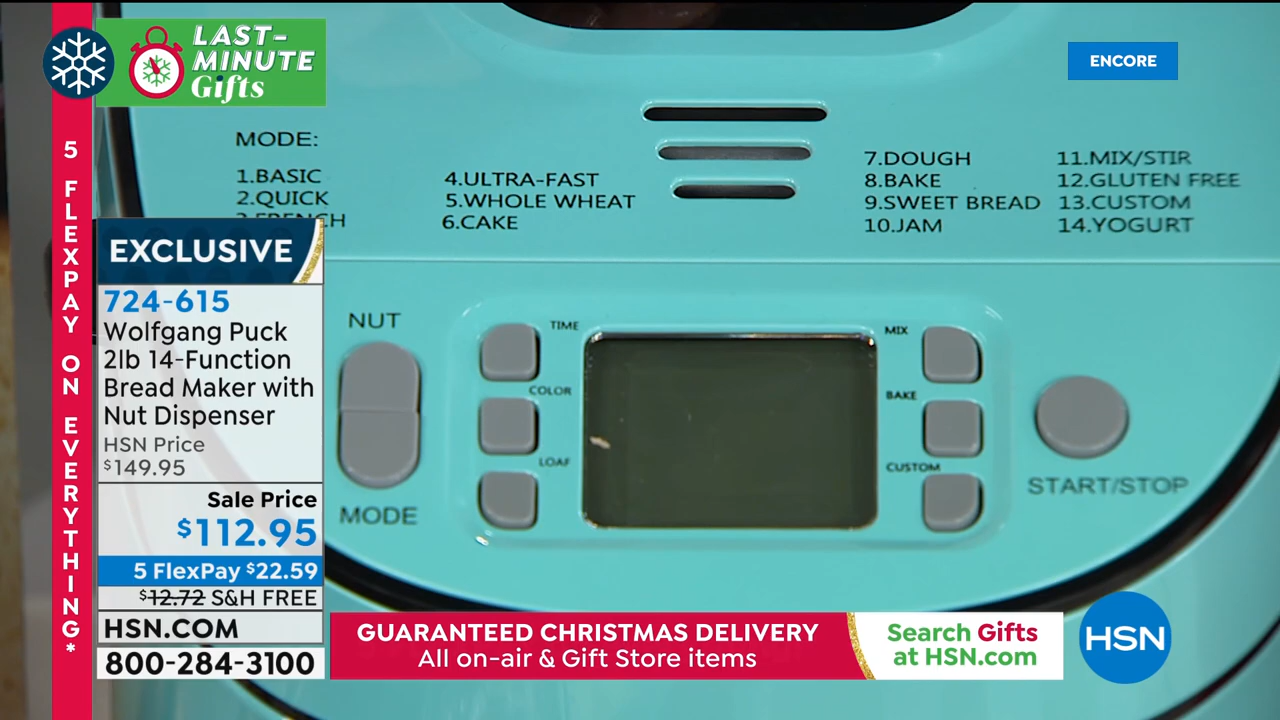 LAST-
MINUTE
Gifts
ENCORE
5 FLEXPAY ON EVERYTHING*
MODE:
1.BASIC
2.QUICK
3.FRENCH
4.ULTRA-FAST
5.WHOLE WHEAT
6.CAKE
7.DOUGH
8.BAKE
9.SWEET BREAD
10.JAM
11.MIX/STIR
12.GLUTEN FREE
13.CUSTOM
14.YOGURT
EXCLUSIVE
724-615
Wolfgang Puck
2lb 14-Function
Bread Maker with
Nut Dispenser
HSN Price
$149.95
Sale Price
$112.95
5 FlexPay $22.59
$12.72 S&H FREE
HSN.COM
800-284-3100
NUT
MODE
TIME
COLOR
LOAF
MIX
BAKE
CUSTOM
START/STOP
GUARANTEED CHRISTMAS DELIVERY
All on-air & Gift Store items
Search Gifts
at HSN.com
HSN